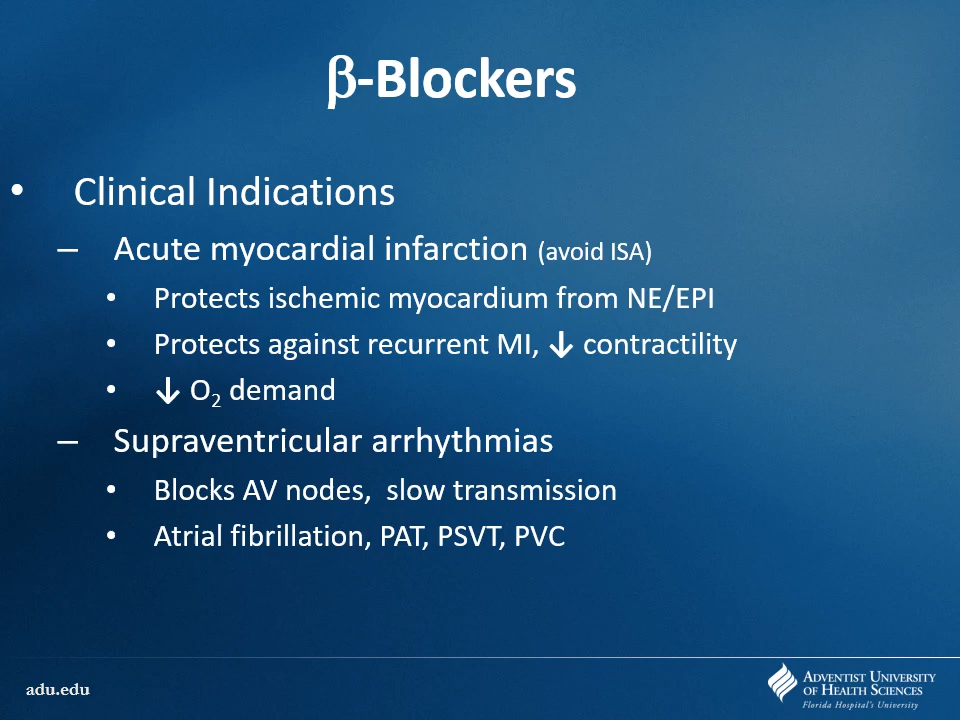 β-Blockers
• Clinical Indications
– Acute myocardial infarction (avoid ISA)
• Protects ischemic myocardium from NE/EPI
• Protects against recurrent MI, ↓ contractility
• ↓ O₂ demand
– Supraventricular arrhythmias
• Blocks AV nodes,  slow transmission
• Atrial fibrillation, PAT, PSVT, PVC
adu.edu
ADVENTIST UNIVERSITY
OF HEALTH SCIENCES
Florida Hospital's University